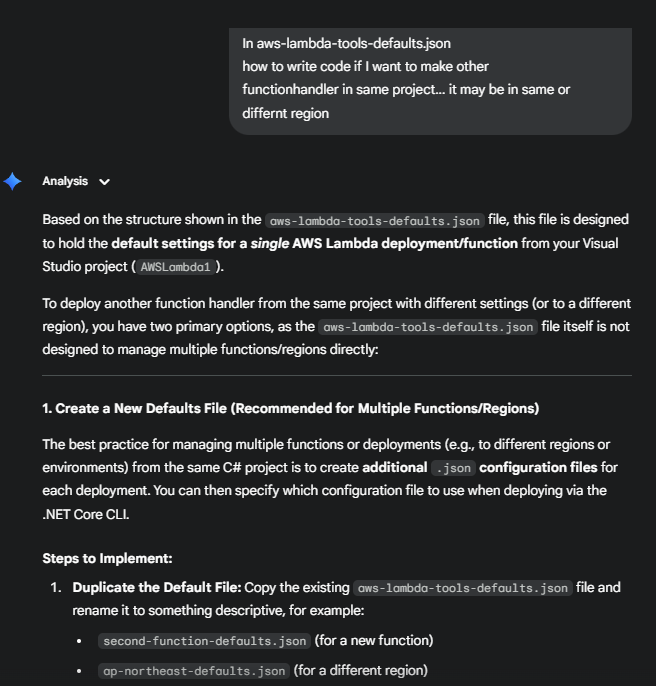 In aws-lambda-tools-defaults.json
how to write code if I want to make other
functionhandler in same project... it may be in same or
differnt region
Analysis
Based on the structure shown in the aws-lambda-tools-defaults.json file, this file is designed
to hold the default settings for a single AWS Lambda deployment/function from your Visual
Studio project ( AWSLambda1 ).
To deploy another function handler from the same project with different settings (or to a different
region), you have two primary options, as the aws-lambda-tools-defaults.json file itself is not
designed to manage multiple functions/regions directly:
1. Create a New Defaults File (Recommended for Multiple Functions/Regions)
The best practice for managing multiple functions or deployments (e.g., to different regions or
environments) from the same C# project is to create additional .json configuration files for
each deployment. You can then specify which configuration file to use when deploying via the
.NET Core CLI.
Steps to Implement:
1. Duplicate the Default File: Copy the existing aws-lambda-tools-defaults.json file and
rename it to something descriptive, for example:
• second-function-defaults.json (for a new function)
• ap-northeast-defaults.json (for a different region)